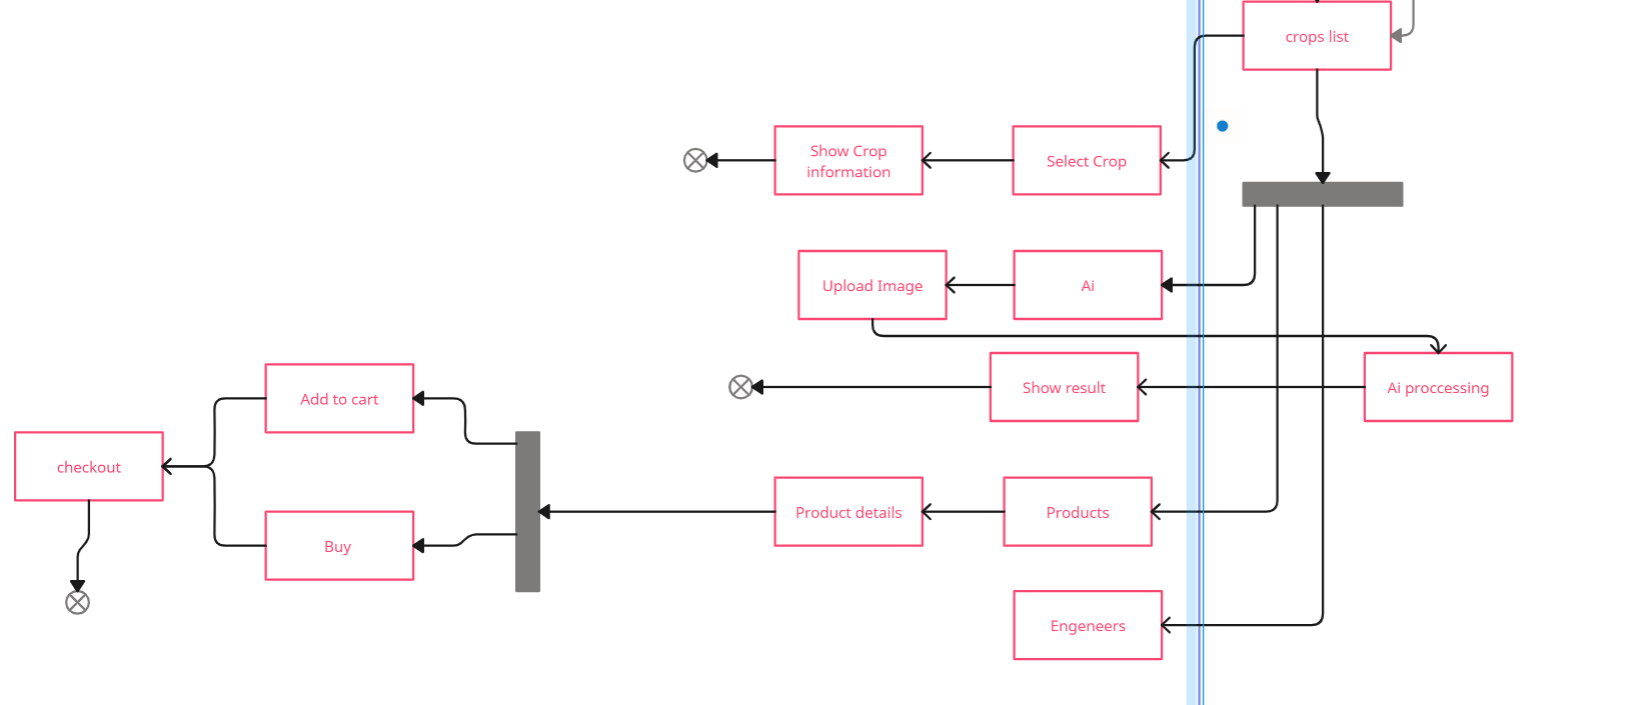 crops list
Show Crop
information
Select Crop
Upload Image
Ai
Show result
Ai proccessing
Add to cart
checkout
Buy
Product details
Products
Engeneers